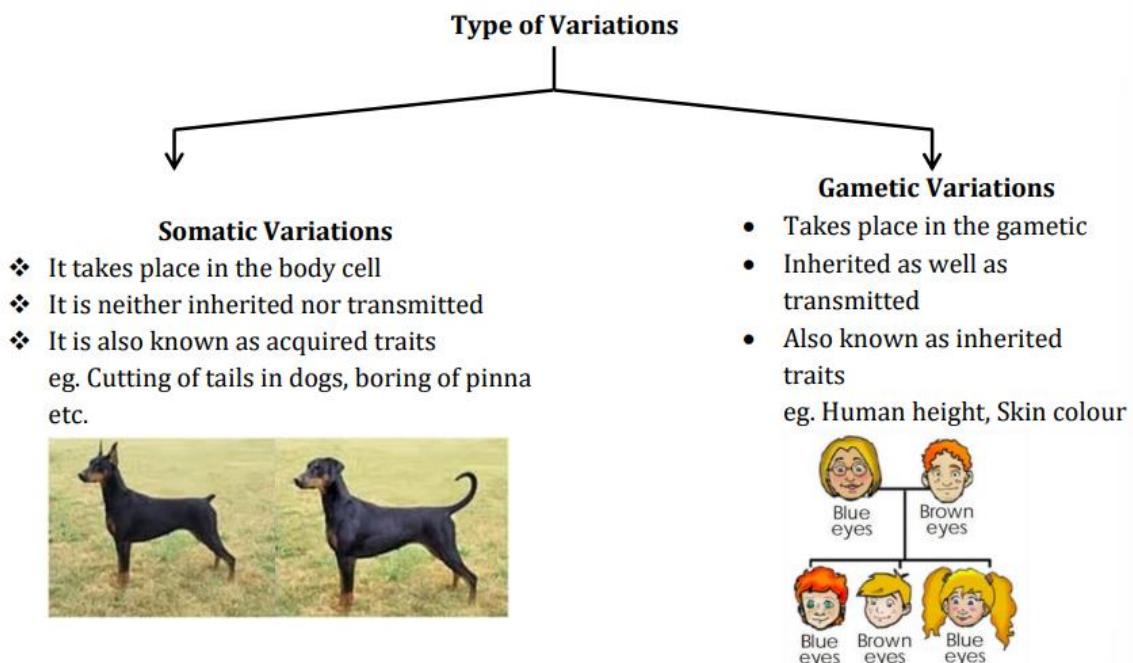 Type of Variations
Somatic Variations
❖ It takes place in the body cell
❖ It is neither inherited nor transmitted
❖ It is also known as acquired traits
eg. Cutting of tails in dogs, boring of pinna
etc.
Gametic Variations
• Takes place in the gametic
• Inherited as well as
transmitted
• Also known as inherited
traits
eg. Human height, Skin colour
Blue
eyes
Brown
eyes
Blue
eyes
Brown
eyes
Blue
eyes